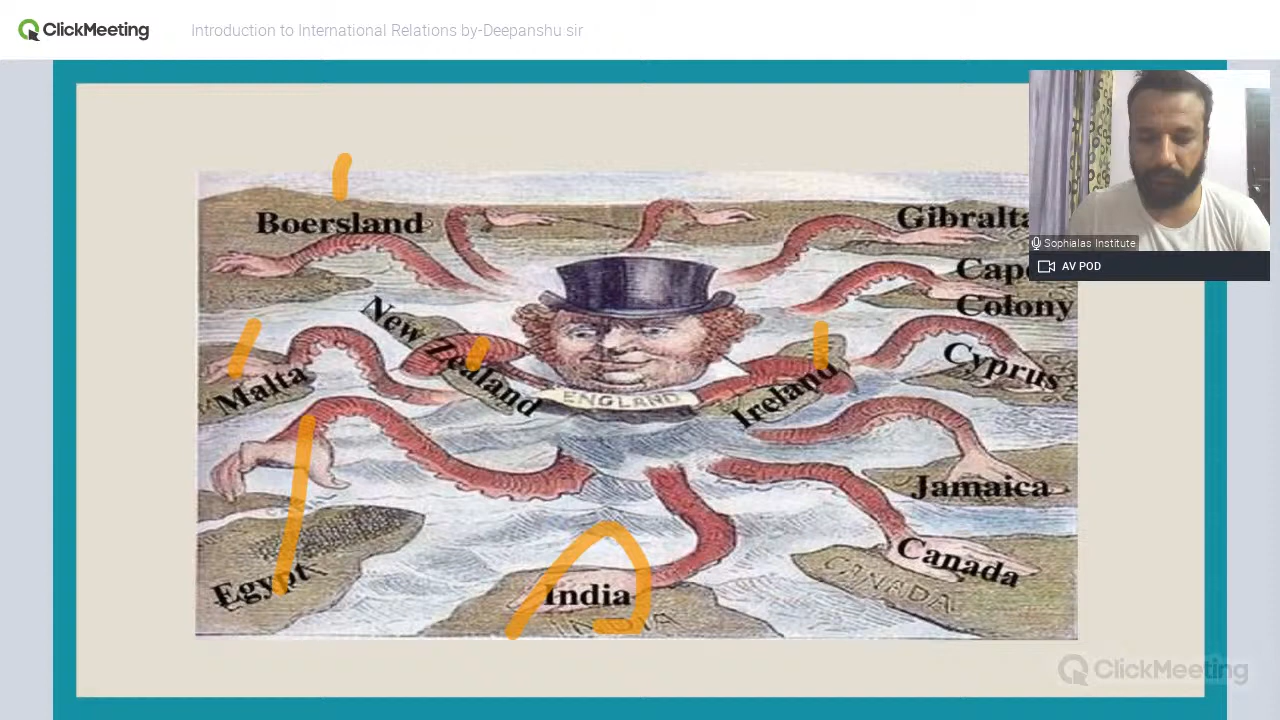 ClickMeeting
Introduction to International Relations by-Deepanshu sir
Sophialas Institute
AV POD
Boersland
Gibralta
Cape
Colony
New Zealand
Malta
ENGLAND
Ireland
Cyprus
Jamaica
Egypt
India
INDIA
Canada
CANADA
ClickMeeting